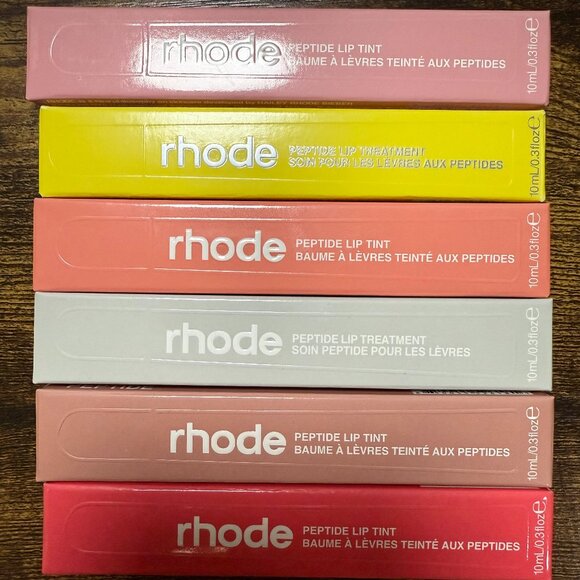 rhode
PEPTIDE LIP TINT
BAUME À LÈVRES TEINTÉ AUX PEPTIDES
10mL/0.3floz℮
rhode
PEPTIDE LIP TREATMENT
SOIN POUR LES LÈVRES AUX PEPTIDES
10mL/0.3floz℮
rhode
PEPTIDE LIP TINT
BAUME À LÈVRES TEINTÉ AUX PEPTIDES
10mL/0.3floz℮
rhode
PEPTIDE LIP TREATMENT
SOIN PEPTIDE POUR LES LÈVRES
10mL/0.3floz℮
PEPTIDE
rhode
PEPTIDE LIP TINT
BAUME À LÈVRES TEINTÉ AUX PEPTIDES
10mL/0.3floz℮
rhode
PEPTIDE LIP TINT
BAUME À LÈVRES TEINTÉ AUX PEPTIDES
10mL/0.3floz℮